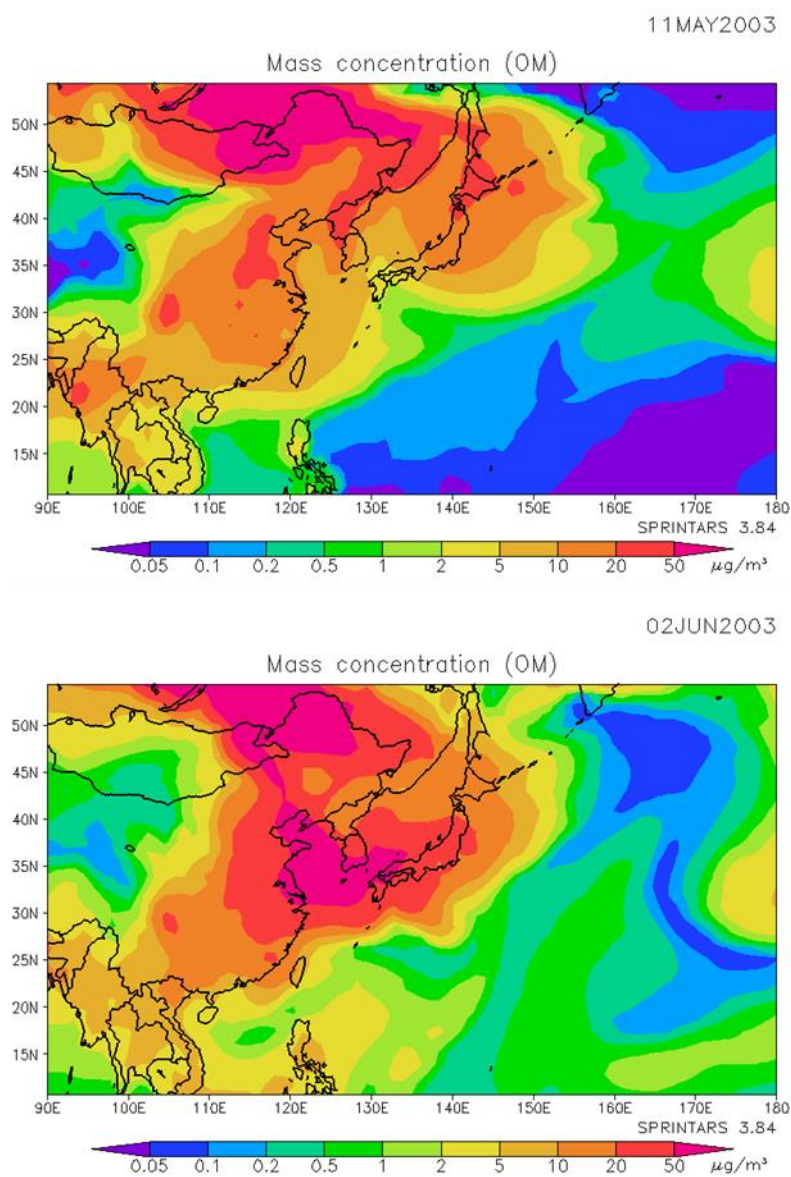 11MAY2003
Mass concentration (OM)
50N
45N
40N
35N
30N
25N
20N
15N
90E 100E 110E 120E 130E 140E 150E 160E 170E 180
SPRINTARS 3.84
0.05 0.1 0.2 0.5 1 2 5 10 20 50 μg/m³
02JUN2003
Mass concentration (OM)
50N
45N
40N
35N
30N
25N
20N
15N
90E 100E 110E 120E 130E 140E 150E 160E 170E 180
SPRINTARS 3.84
0.05 0.1 0.2 0.5 1 2 5 10 20 50 μg/m³